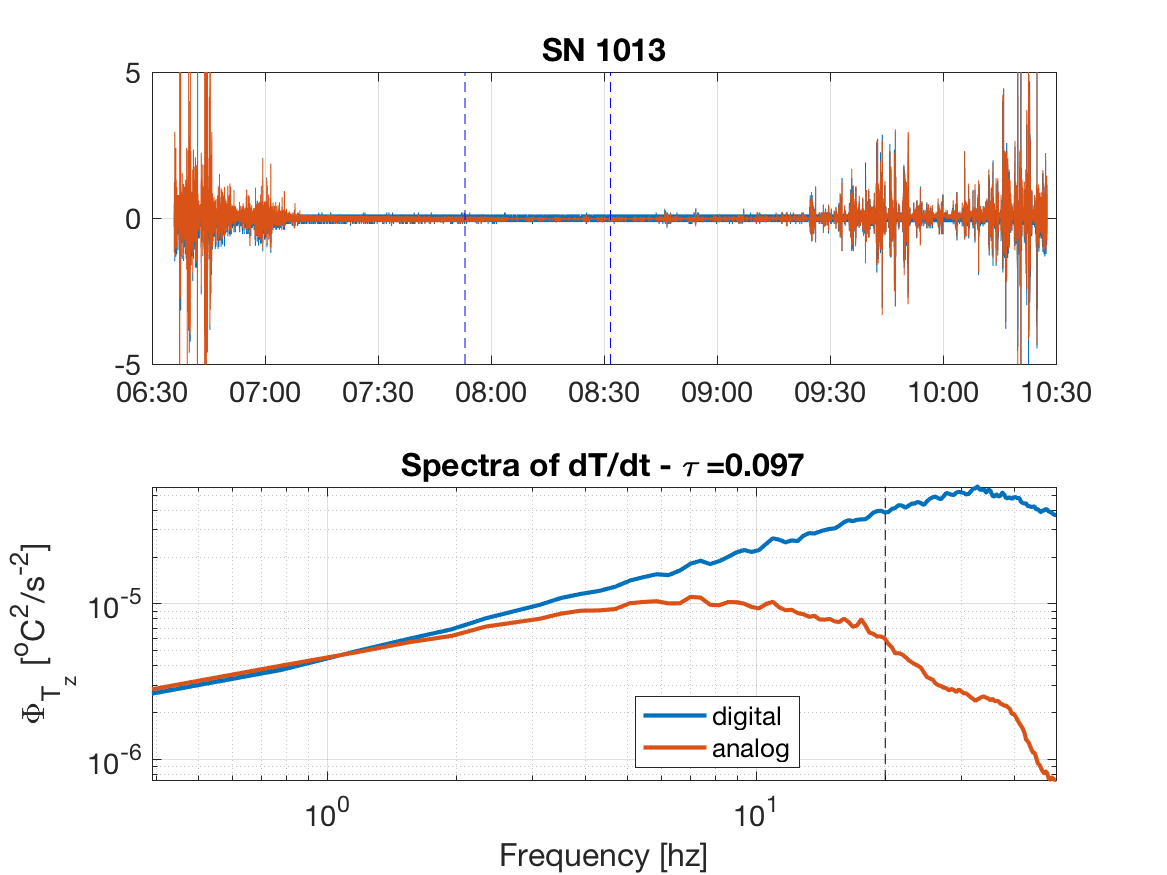 SN 1013
5
0
-5
06:30 07:00 07:30 08:00 08:30 09:00 09:30 10:00 10:30
Spectra of dT/dt - τ =0.097
Φ_{T_z} [°C²/s⁻²]
10⁻⁵
10⁻⁶
digital
analog
10⁰ 10¹
Frequency [hz]